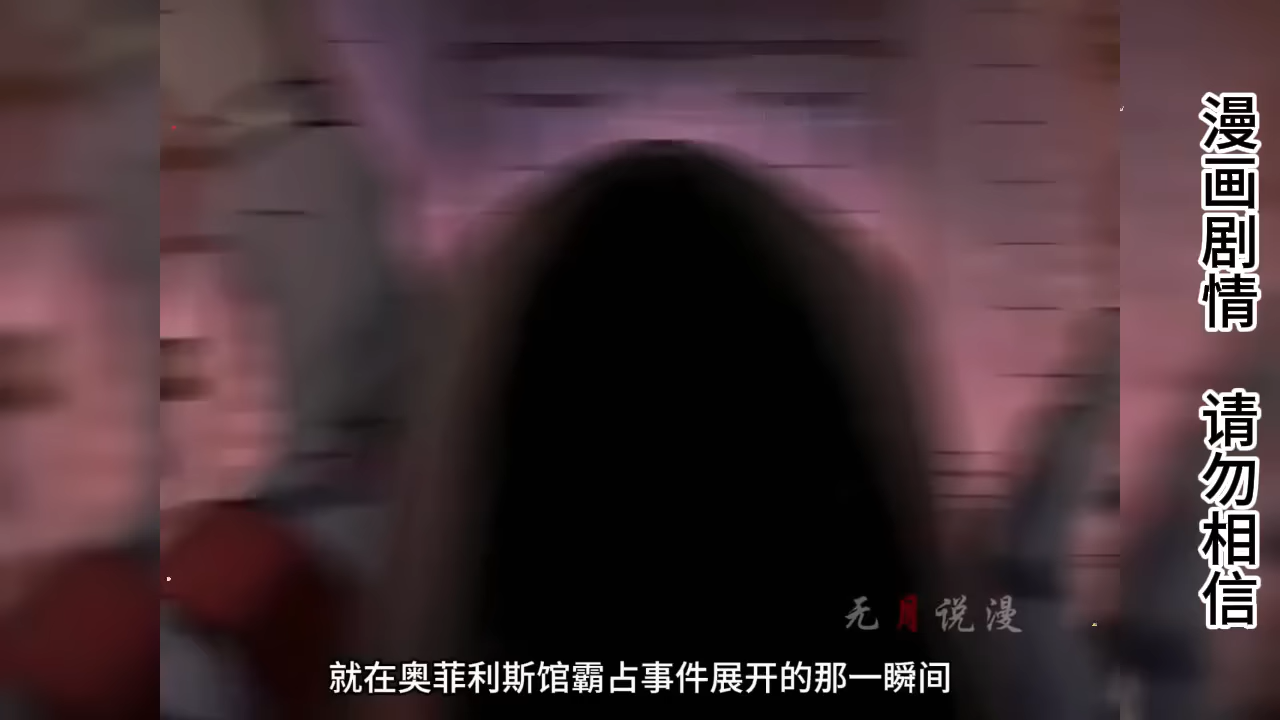 漫画剧情 请勿相信
无月说漫
就在奥菲利斯馆霸占事件展开的那一瞬间